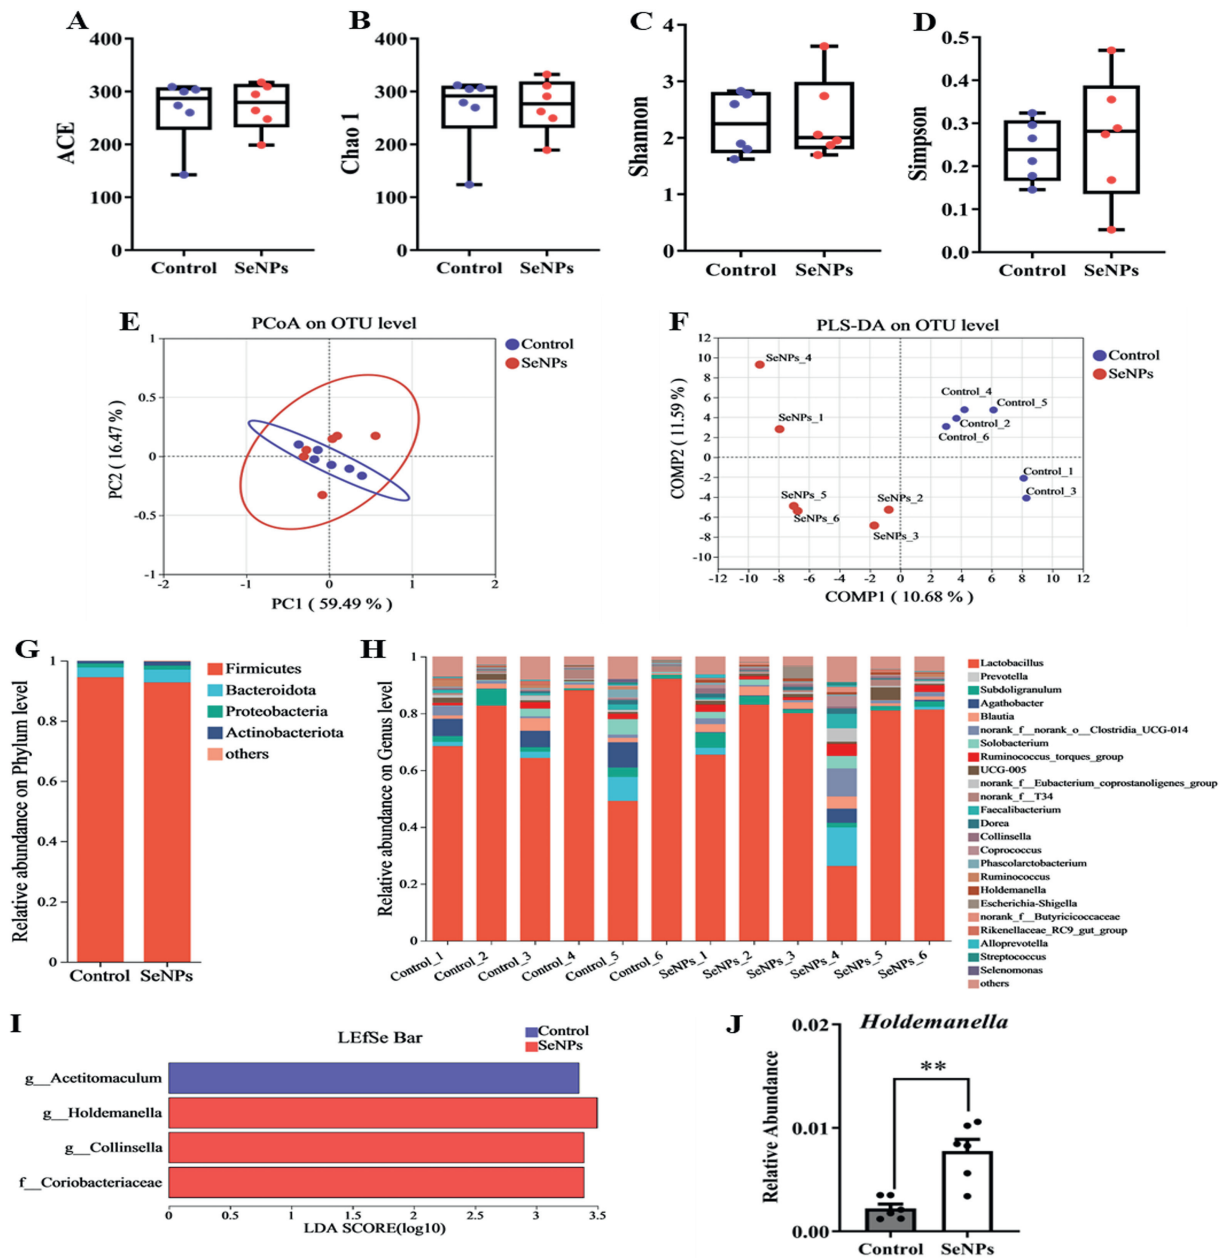 A
ACE
400
300
200
100
0
Control
SeNPs
B
Chao 1
400
300
200
100
0
Control
SeNPs
C
Shannon
4
3
2
1
0
Control
SeNPs
D
Simpson
0.5
0.4
0.3
0.2
0.1
0.0
Control
SeNPs
E
PCoA on OTU level
Control
SeNPs
PC2 ( 16.47 % )
1
0.5
0
-0.5
-1
-2
-1
0
1
2
PC1 ( 59.49 % )
F
PLS-DA on OTU level
Control
SeNPs
COMP2 ( 11.59 % )
12
10
8
6
4
2
0
-2
-4
-6
-8
-10
SeNPs_4
SeNPs_1
Control_4
Control_5
Control_2
Control_6
Control_1
Control_3
SeNPs_5
SeNPs_6
SeNPs_2
SeNPs_3
-12
-10
-8
-6
-4
-2
0
2
4
6
8
10
12
COMP1 ( 10.68 % )
G
Relative abundance on Phylum level
1
0.8
0.6
0.4
0.2
0
Control
SeNPs
Firmicutes
Bacteroidota
Proteobacteria
Actinobacteriota
others
H
Relative abundance on Genus level
1
0.8
0.6
0.4
0.2
0
Control_1
Control_2
Control_3
Control_4
Control_5
Control_6
SeNPs_1
SeNPs_2
SeNPs_3
SeNPs_4
SeNPs_5
SeNPs_6
Lactobacillus
Prevotella
Subdoligranulum
Agathobacter
Blautia
norank_f__norank_o__Clostridia_UCG-014
Solobacterium
Ruminococcus_torques_group
UCG-005
norank_f__Eubacterium_coprostanoligenes_group
norank_f__T34
Faecalibacterium
Dorea
Collinsella
Coprococcus
Phascolarctobacterium
Ruminococcus
Holdemanella
Escherichia-Shigella
norank_f__Butyricicoccaceae
Rikenellaceae_RC9_gut_group
Alloprevotella
Streptococcus
Selenomonas
others
I
LEfSe Bar
Control
SeNPs
g__Acetitomaculum
g__Holdemanella
g__Collinsella
f__Coriobacteriaceae
0
0.5
1
1.5
2
2.5
3
3.5
LDA SCORE(log10)
J
Holdemanella
Relative Abundance
0.02
0.01
0.00
**
Control
SeNPs